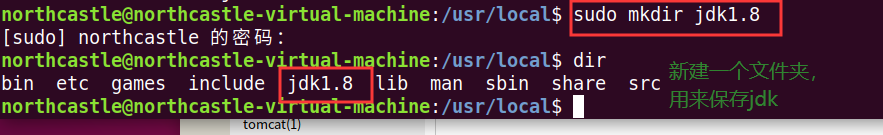 northcastle@northcastle-virtual-machine:/usr/local$ sudo mkdir jdk1.8
[sudo] northcastle 的密码：
northcastle@northcastle-virtual-machine:/usr/local$ dir
bin  etc  games  include  jdk1.8  lib  man  sbin  share  src
新建一个文件夹，
用来保存jdk
northcastle@northcastle-virtual-machine:/usr/local$
tomcat(1)